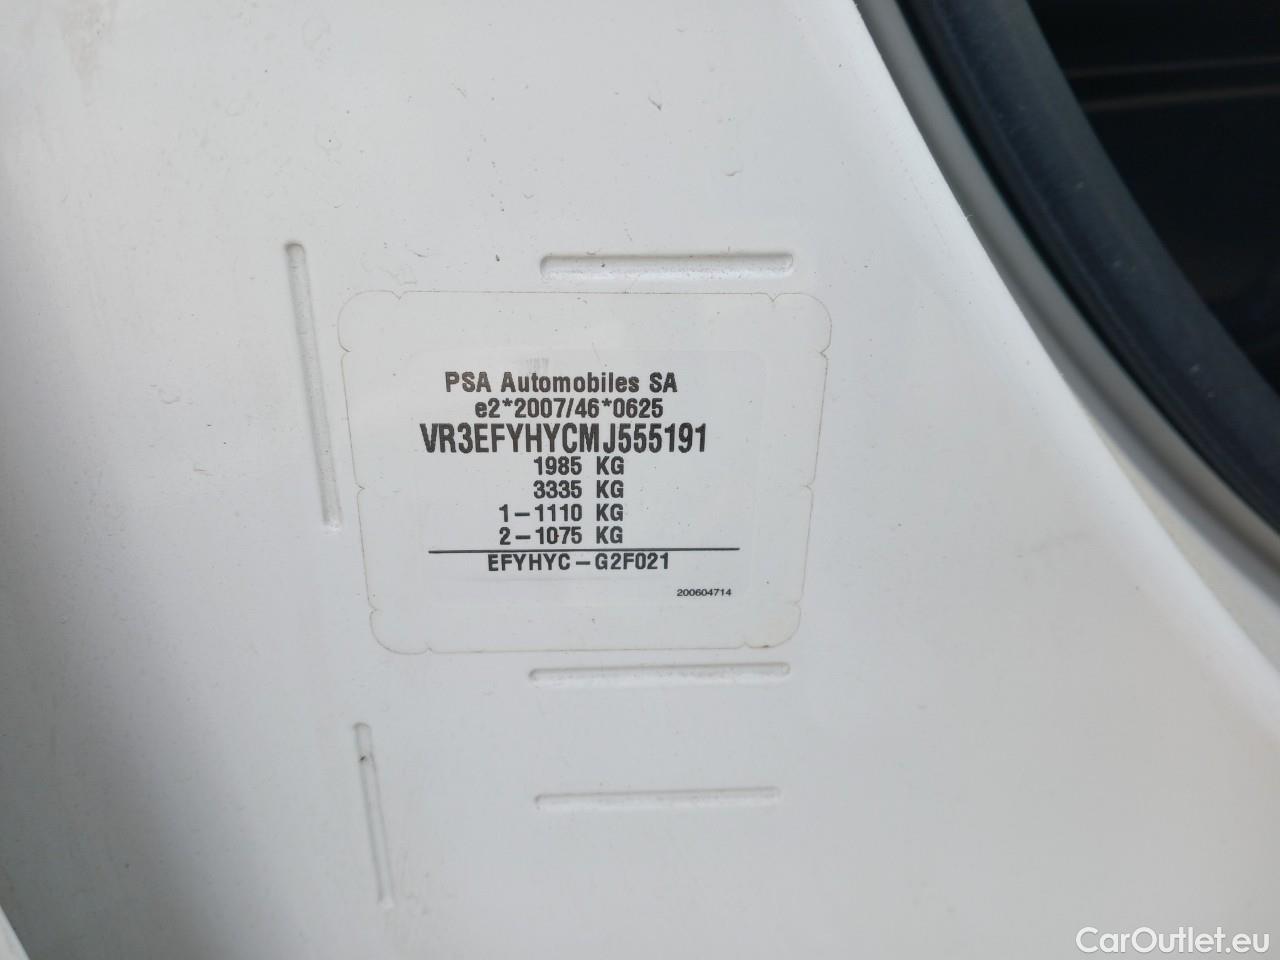 PSA Automobiles SA
e2*2007/46*0625
VR3EFYHYCMJ555191
1985 KG
3335 KG
1-1110 KG
2-1075 KG
EFYHYC-G2F021
200604714
CarOutlet.eu